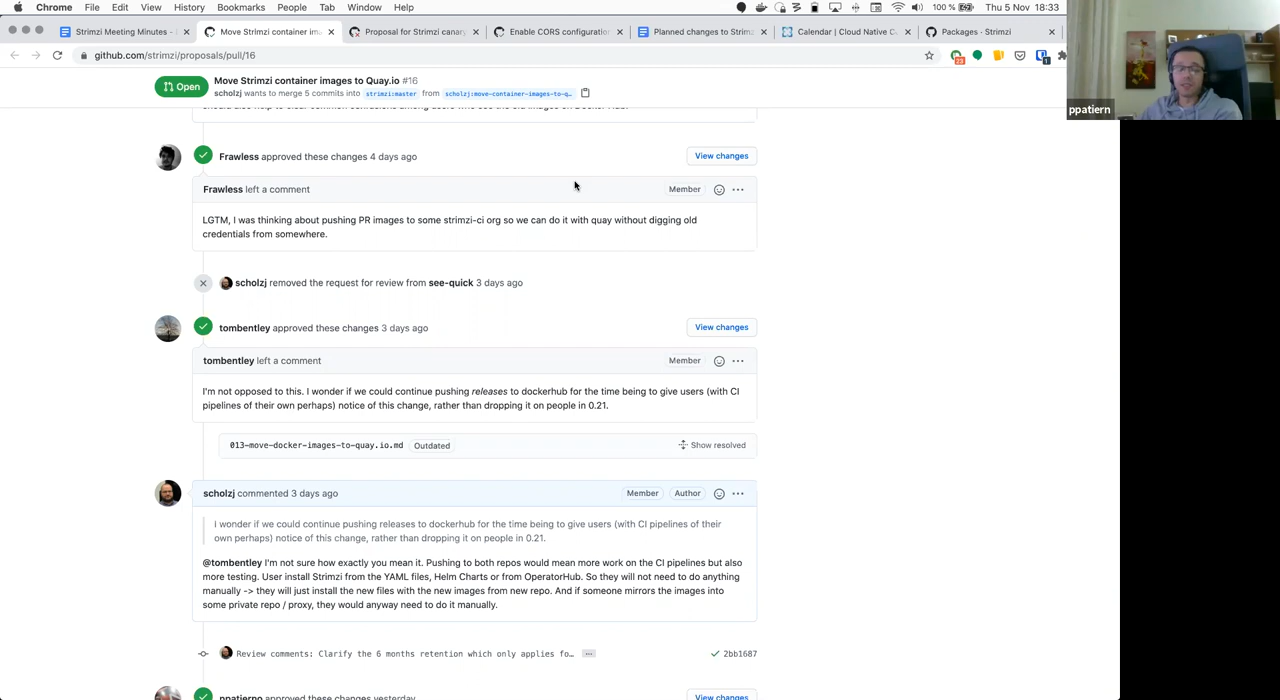 Chrome File Edit View History Bookmarks People Tab Window Help 100 % Thu 5 Nov 18:33
Strimzi Meeting Minutes - Move Strimzi container im Proposal for Strimzi canary Enable CORS configuration Planned changes to Strimz Calendar | Cloud Native C Packages · Strimzi
github.com/strimzi/proposals/pull/16
23 1
Open
Move Strimzi container images to Quay.io #16
scholzj wants to merge 5 commits into strimzi:master from scholzj:move-container-images-to-q…
ppatiern
Frawless approved these changes 4 days ago View changes
Frawless left a comment Member
LGTM, I was thinking about pushing PR images to some strimzi-ci org so we can do it with quay without digging old
credentials from somewhere.
scholzj removed the request for review from see-quick 3 days ago
tombentley approved these changes 3 days ago View changes
tombentley left a comment Member
I'm not opposed to this. I wonder if we could continue pushing releases to dockerhub for the time being to give users (with CI
pipelines of their own perhaps) notice of this change, rather than dropping it on people in 0.21.
013-move-docker-images-to-quay.io.md Outdated Show resolved
scholzj commented 3 days ago Member Author
I wonder if we could continue pushing releases to dockerhub for the time being to give users (with CI pipelines of their
own perhaps) notice of this change, rather than dropping it on people in 0.21.
@tombentley I'm not sure how exactly you mean it. Pushing to both repos would mean more work on the CI pipelines but also
more testing. User install Strimzi from the YAML files, Helm Charts or from OperatorHub. So they will not need to do anything
manually -> they will just install the new files with the new images from new repo. And if someone mirrors the images into
some private repo / proxy, they would anyway need to do it manually.
Review comments: Clarify the 6 months retention which only applies fo… 2bb1687
ppatierno approved these changes yesterday View changes